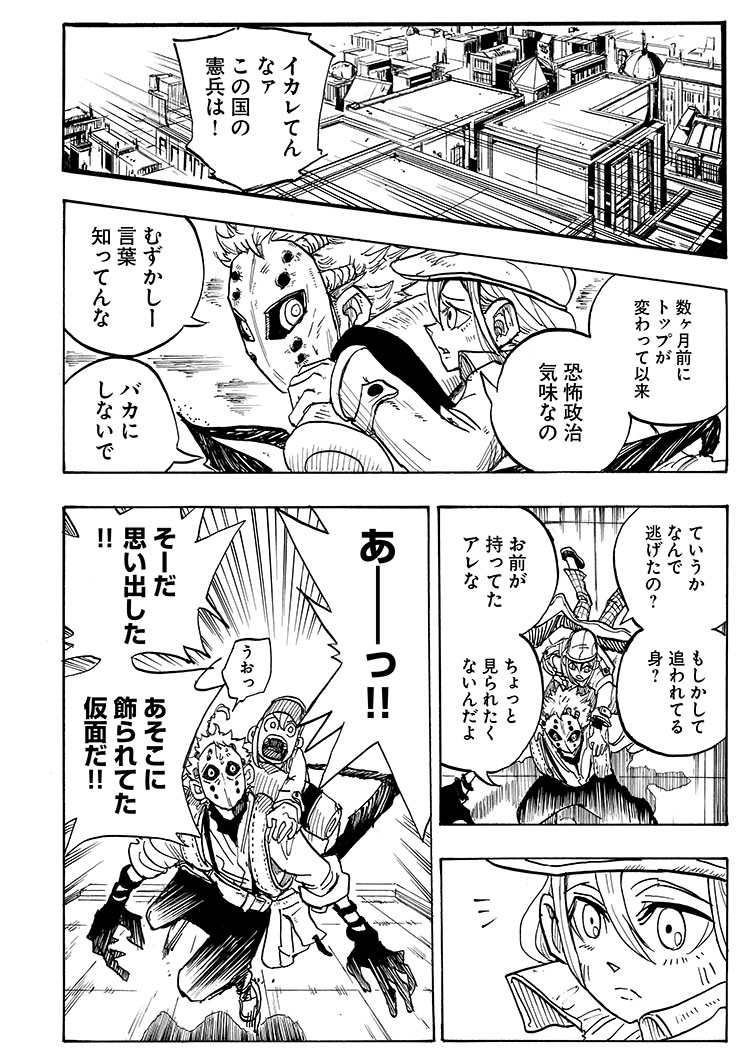 イカレてん
なァ
この国の
憲兵は！
数ヶ月前に
トップが
変わって以来
恐怖政治
気味なの
むずかしー
言葉
知ってんな
バカに
しないで
ていうか
なんで
逃げたの？
もしかして
追われてる
身？
お前が
持ってた
アレな
ちょっと
見られたく
ないんだよ
あーーっ!!
うおっ
そーだ
思い出した
!!
あそこに
飾られてた
仮面だ!!